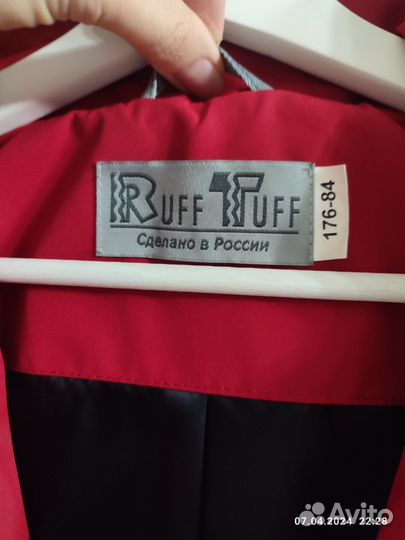 RUFF TUFF
Сделано в России
176-84
Avito
07.04.2024 22:28